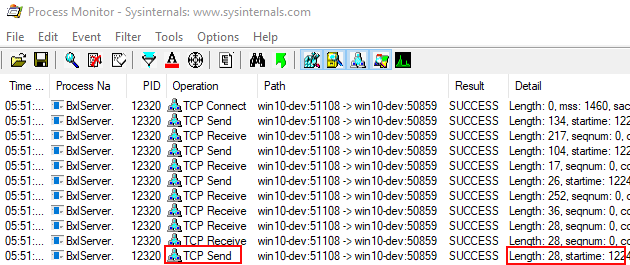 Process Monitor - Sysinternals: www.sysinternals.com
File Edit Event Filter Tools Options Help
Time ... Process Na PID Operation Path Result Detail
05:51:... BxlServer. 12320 TCP Connect win10-dev:51108 -> win10-dev:50859 SUCCESS Length: 0, mss: 1460, sac
05:51:... BxlServer. 12320 TCP Send win10-dev:51108 -> win10-dev:50859 SUCCESS Length: 134, startime: 122
05:51:... BxlServer. 12320 TCP Receive win10-dev:51108 -> win10-dev:50859 SUCCESS Length: 217, seqnum: 0, c
05:51:... BxlServer. 12320 TCP Send win10-dev:51108 -> win10-dev:50859 SUCCESS Length: 104, startime: 122
05:51:... BxlServer. 12320 TCP Receive win10-dev:51108 -> win10-dev:50859 SUCCESS Length: 17, seqnum: 0, co
05:51:... BxlServer. 12320 TCP Send win10-dev:51108 -> win10-dev:50859 SUCCESS Length: 26, startime: 1224
05:51:... BxlServer. 12320 TCP Receive win10-dev:51108 -> win10-dev:50859 SUCCESS Length: 252, seqnum: 0, c
05:51:... BxlServer. 12320 TCP Receive win10-dev:51108 -> win10-dev:50859 SUCCESS Length: 36, seqnum: 0, co
05:51:... BxlServer. 12320 TCP Receive win10-dev:51108 -> win10-dev:50859 SUCCESS Length: 28, seqnum: 0, co
05:51:... BxlServer. 12320 TCP Receive win10-dev:51108 -> win10-dev:50859 SUCCESS Length: 28, seqnum: 0, co
05:51:... BxlServer. 12320 TCP Send win10-dev:51108 -> win10-dev:50859 SUCCESS Length: 28, startime: 1224